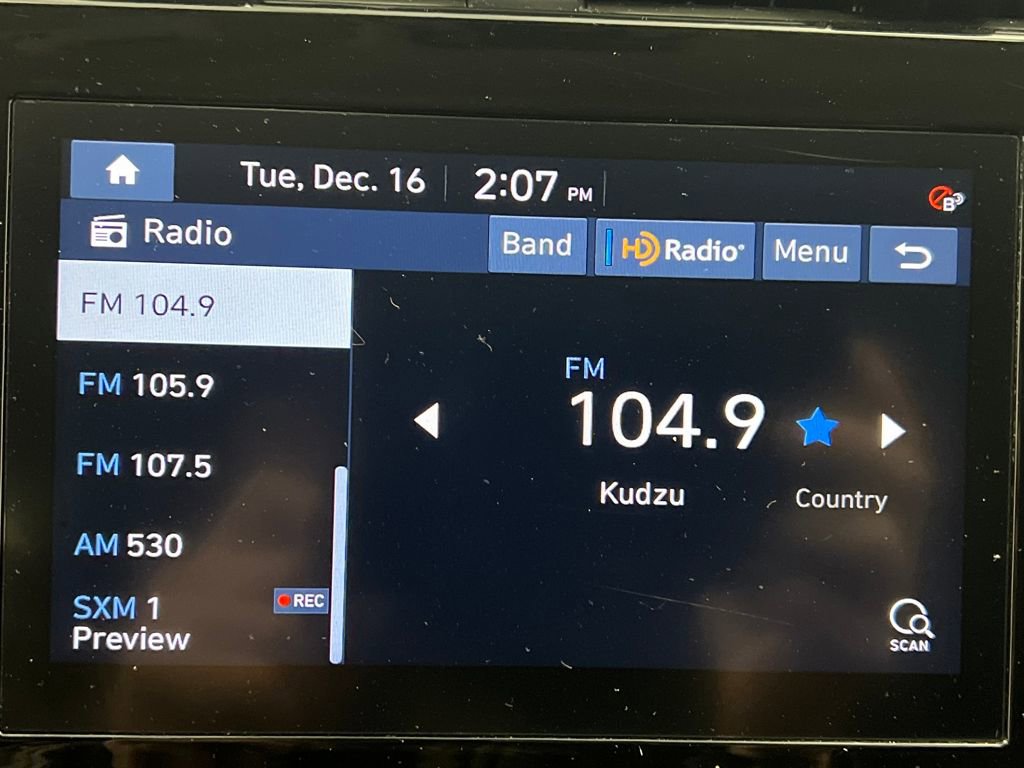 Tue, Dec. 16 2:07 PM
B
Radio Band HD Radio Menu
FM 104.9
FM 105.9
FM 107.5
AM 530
SXM 1
Preview
REC
FM
104.9
Kudzu Country
SCAN